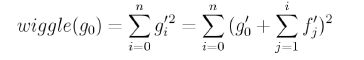 $wiggle(g_0) = \sum_{i=0}^{n} g_i'^2 = \sum_{i=0}^{n} (g_0' + \sum_{j=1}^{i} f_j')^2$